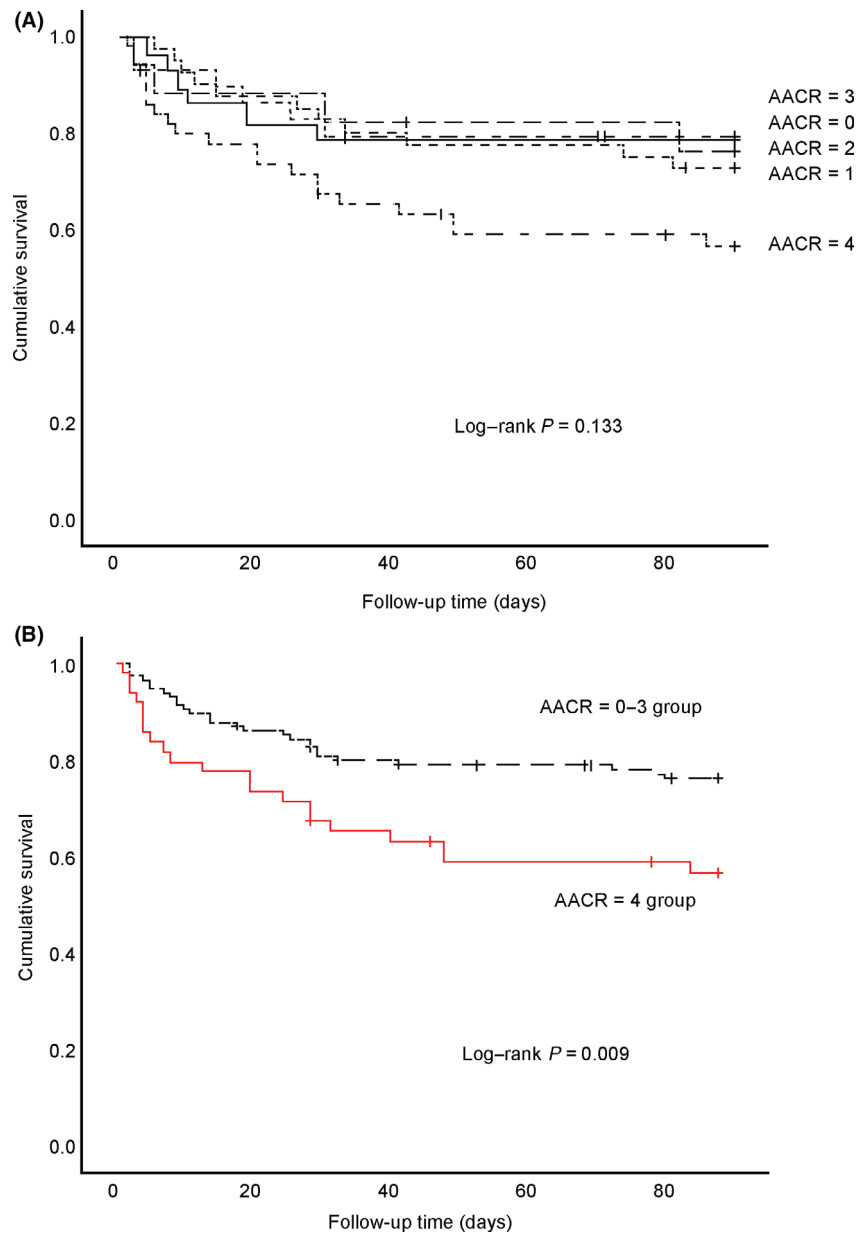 (A)
1.0
0.8
0.6
0.4
0.2
0.0
Cumulative survival
AACR = 3
AACR = 0
AACR = 2
AACR = 1
AACR = 4
Log–rank P = 0.133
0 20 40 60 80
Follow-up time (days)
(B)
1.0
0.8
0.6
0.4
0.2
0.0
Cumulative survival
AACR = 0–3 group
AACR = 4 group
Log–rank P = 0.009
0 20 40 60 80
Follow-up time (days)